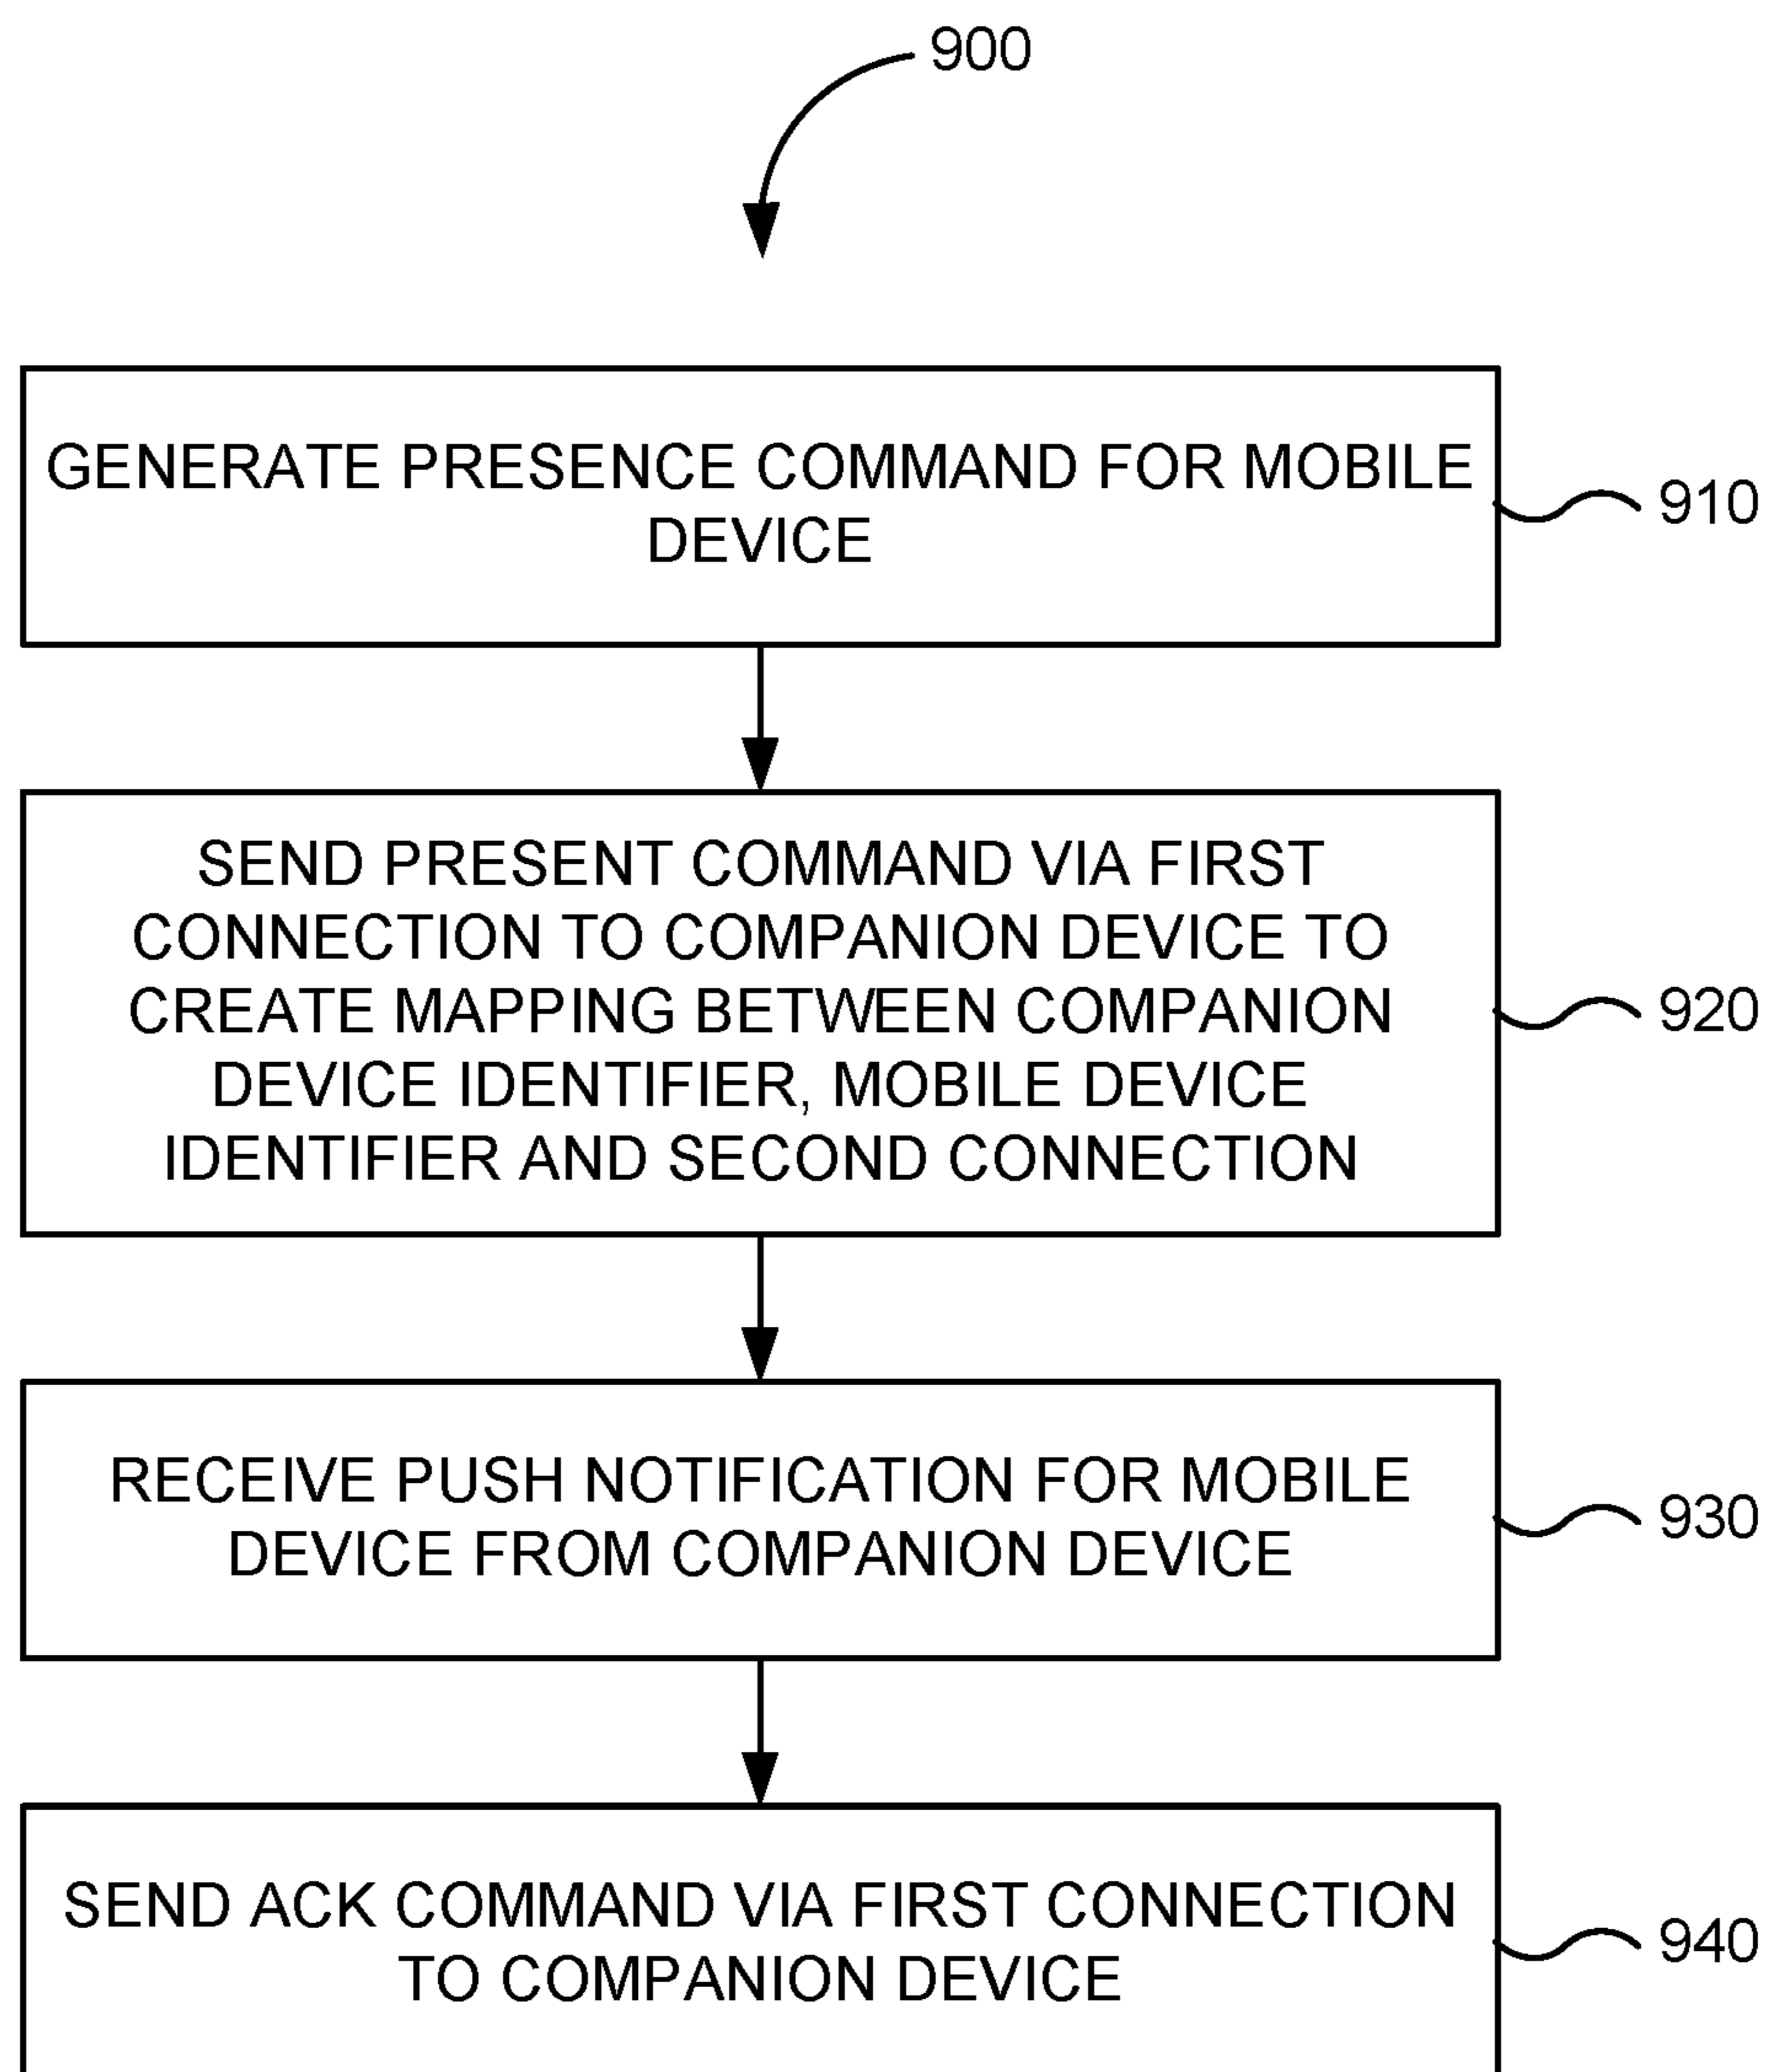 900
GENERATE PRESENCE COMMAND FOR MOBILE
DEVICE
910
SEND PRESENT COMMAND VIA FIRST
CONNECTION TO COMPANION DEVICE TO
CREATE MAPPING BETWEEN COMPANION
DEVICE IDENTIFIER, MOBILE DEVICE
IDENTIFIER AND SECOND CONNECTION
920
RECEIVE PUSH NOTIFICATION FOR MOBILE
DEVICE FROM COMPANION DEVICE
930
SEND ACK COMMAND VIA FIRST CONNECTION
TO COMPANION DEVICE
940